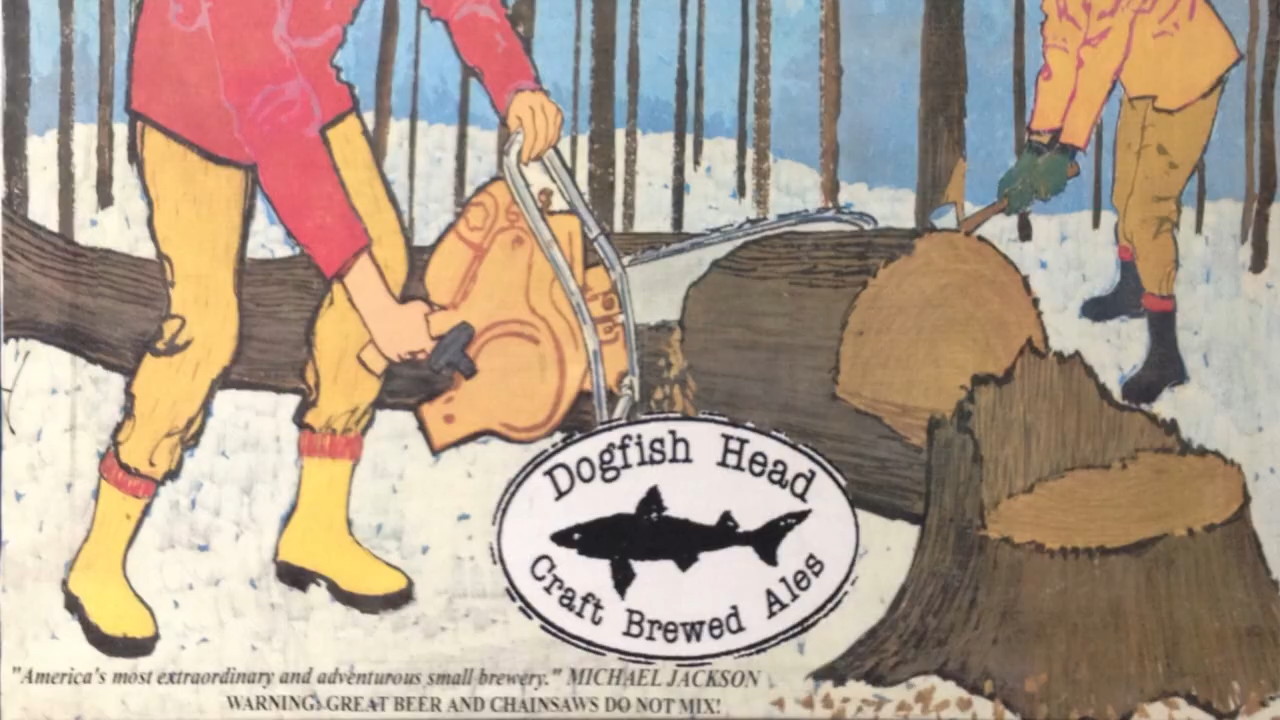 Dogfish Head
Craft Brewed Ales
"America's most extraordinary and adventurous small brewery." MICHAEL JACKSON
WARNING: GREAT BEER AND CHAINSAWS DO NOT MIX!